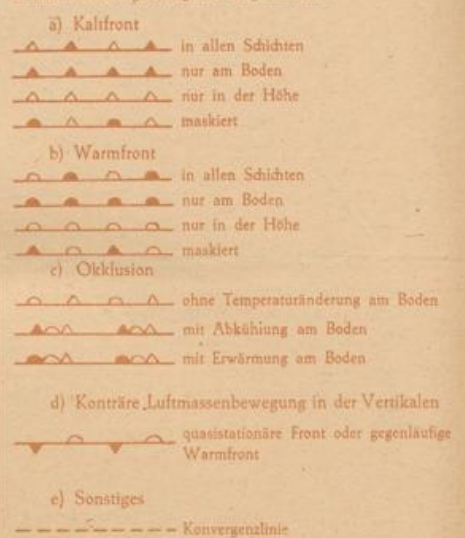 a) Kaltfront
in allen Schichten
nur am Boden
nur in der Höhe
maskiert
b) Warmfront
in allen Schichten
nur am Boden
nur in der Höhe
maskiert
c) Okklusion
ohne Temperaturänderung am Boden
mit Abkühlung am Boden
mit Erwärmung am Boden
d) Konträre Luftmassenbewegung in der Vertikalen
quasistationäre Front oder gegenläufige
Warmfront
e) Sonstiges
Konvergenzlinie